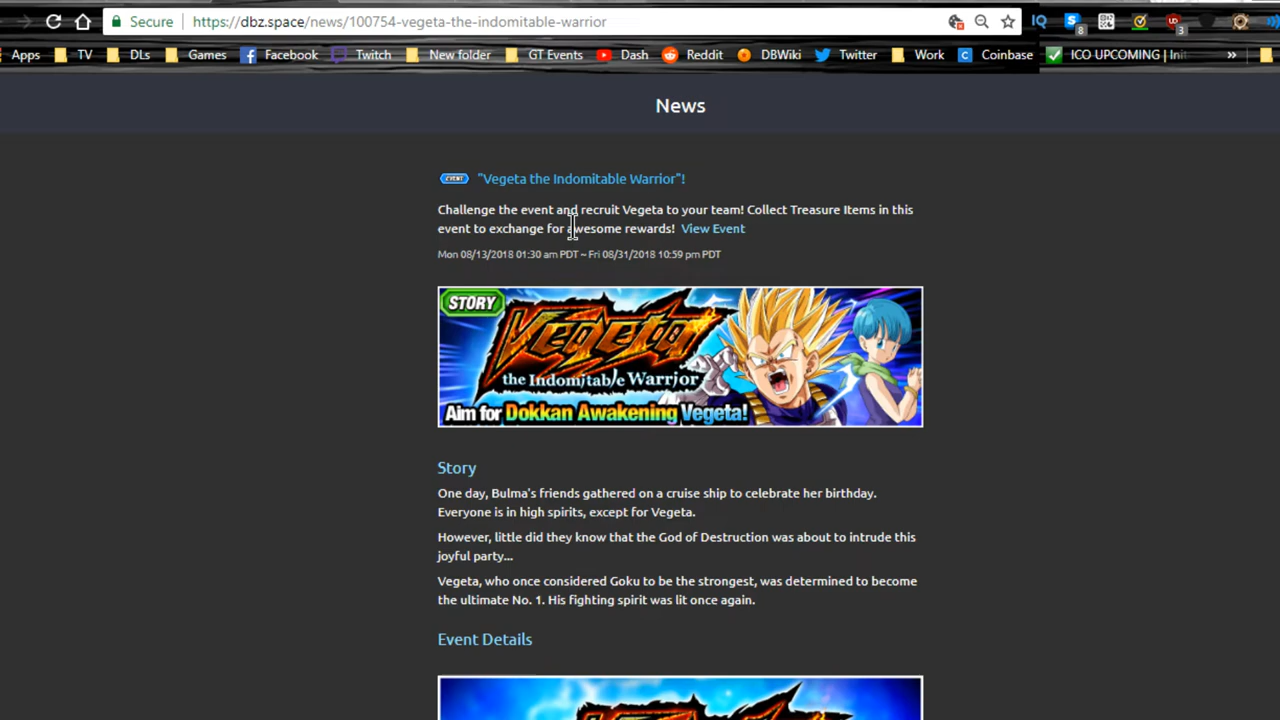 Secure https://dbz.space/news/100754-vegeta-the-indomitable-warrior IQ 8 UD 3
Apps TV DLs Games Facebook Twitch New folder GT Events Dash Reddit DBWiki Twitter Work C Coinbase ICO UPCOMING | Init »
News
EVENT "Vegeta the Indomitable Warrior"!
Challenge the event and recruit Vegeta to your team! Collect Treasure Items in this
event to exchange for awesome rewards! View Event
Mon 08/13/2018 01:30 am PDT ~ Fri 08/31/2018 10:59 pm PDT
STORY
Vegeta
the Indomitable Warrior
Aim for Dokkan Awakening Vegeta!
Story
One day, Bulma's friends gathered on a cruise ship to celebrate her birthday.
Everyone is in high spirits, except for Vegeta.
However, little did they know that the God of Destruction was about to intrude this
joyful party...
Vegeta, who once considered Goku to be the strongest, was determined to become
the ultimate No. 1. His fighting spirit was lit once again.
Event Details